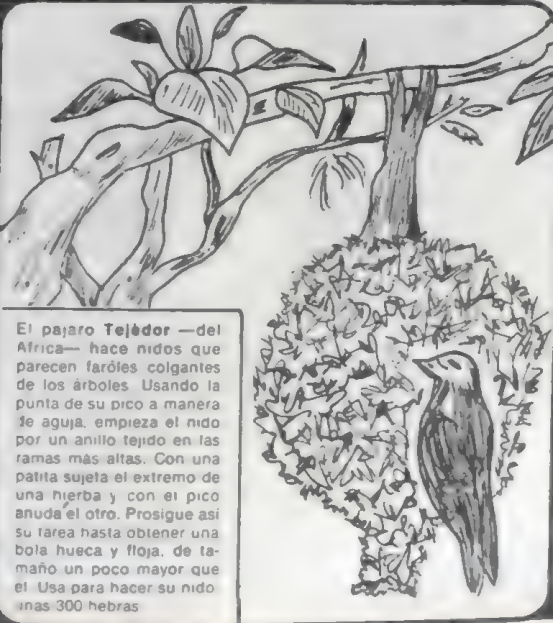 El pajaro Tejedor —del
Africa— hace nidos que
parecen faroles colgantes
de los árboles. Usando la
punta de su pico a manera
de aguja, empieza el nido
por un anillo tejido en las
ramas más altas. Con una
patita sujeta el extremo de
una hierba y con el pico
anuda el otro. Prosigue asi
su tarea hasta obtener una
bola hueca y floja, de ta-
maño un poco mayor que
el. Usa para hacer su nido
unas 300 hebras